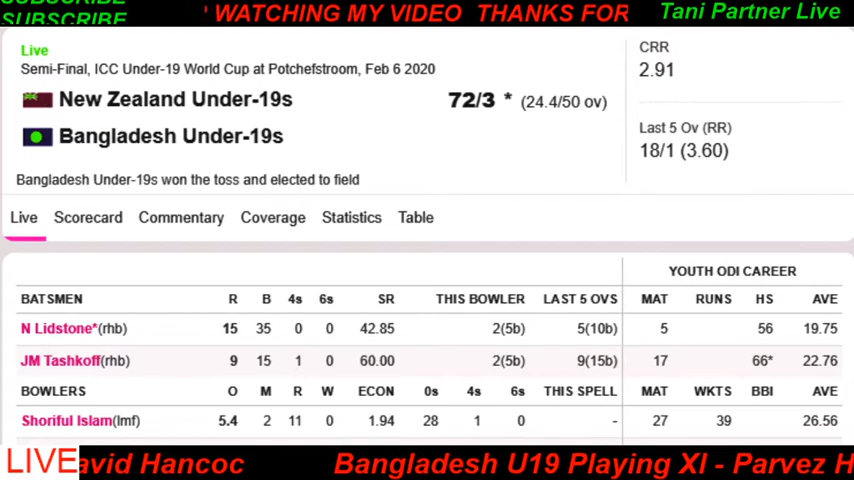 SUBSCRIBE
SUBSCRIBE
' WATCHING MY VIDEO THANKS FOR
Tani Partner Live
Live
Semi-Final, ICC Under-19 World Cup at Potchefstroom, Feb 6 2020
New Zealand Under-19s 72/3 * (24.4/50 ov)
Bangladesh Under-19s
Bangladesh Under-19s won the toss and elected to field
CRR
2.91
Last 5 Ov (RR)
18/1 (3.60)
Live Scorecard Commentary Coverage Statistics Table
YOUTH ODI CAREER
BATSMEN R B 4s 6s SR THIS BOWLER LAST 5 OVS MAT RUNS HS AVE
N Lidstone*(rhb) 15 35 0 0 42.85 2(5b) 5(10b) 5 56 19.75
JM Tashkoff(rhb) 9 15 1 0 60.00 2(5b) 9(15b) 17 66* 22.76
BOWLERS O M R W ECON 0s 4s 6s THIS SPELL MAT WKTS BBI AVE
Shoriful Islam(lmf) 5.4 2 11 0 1.94 28 1 0 - 27 39 26.56
LIVE avid Hancoc Bangladesh U19 Playing XI - Parvez H